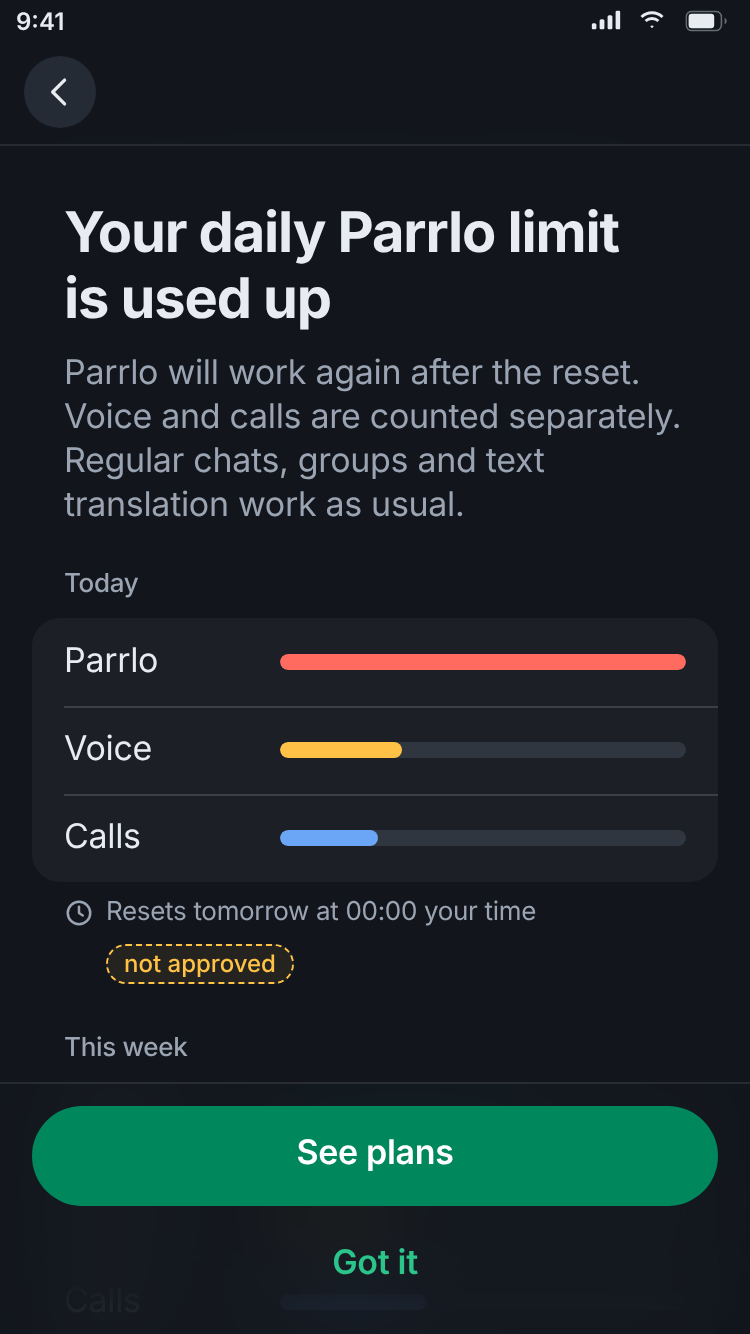 9:41
Your daily Parrlo limit
is used up
Parrlo will work again after the reset.
Voice and calls are counted separately.
Regular chats, groups and text
translation work as usual.
Today
Parrlo
Voice
Calls
Resets tomorrow at 00:00 your time
not approved
This week
See plans
Got it
Calls